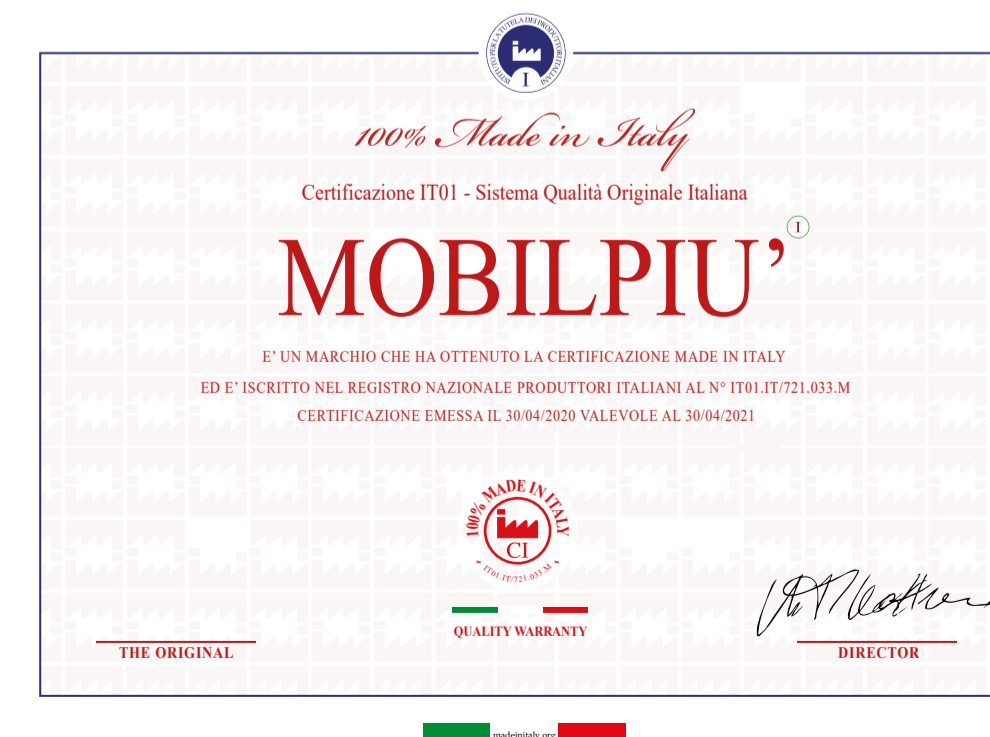 ISTITUTO PER LA TUTELA DEI PRODUTTORI ITALIANI
I
100% Made in Italy
Certificazione IT01 - Sistema Qualità Originale Italiana
MOBILPIU’
I
E’ UN MARCHIO CHE HA OTTENUTO LA CERTIFICAZIONE MADE IN ITALY
ED E’ ISCRITTO NEL REGISTRO NAZIONALE PRODUTTORI ITALIANI AL N° IT01.IT/721.033.M
CERTIFICAZIONE EMESSA IL 30/04/2020 VALEVOLE AL 30/04/2021
100% MADE IN ITALY
CI
IT01.IT/721.033.M
QUALITY WARRANTY
THE ORIGINAL
DIRECTOR
madeinitaly.org